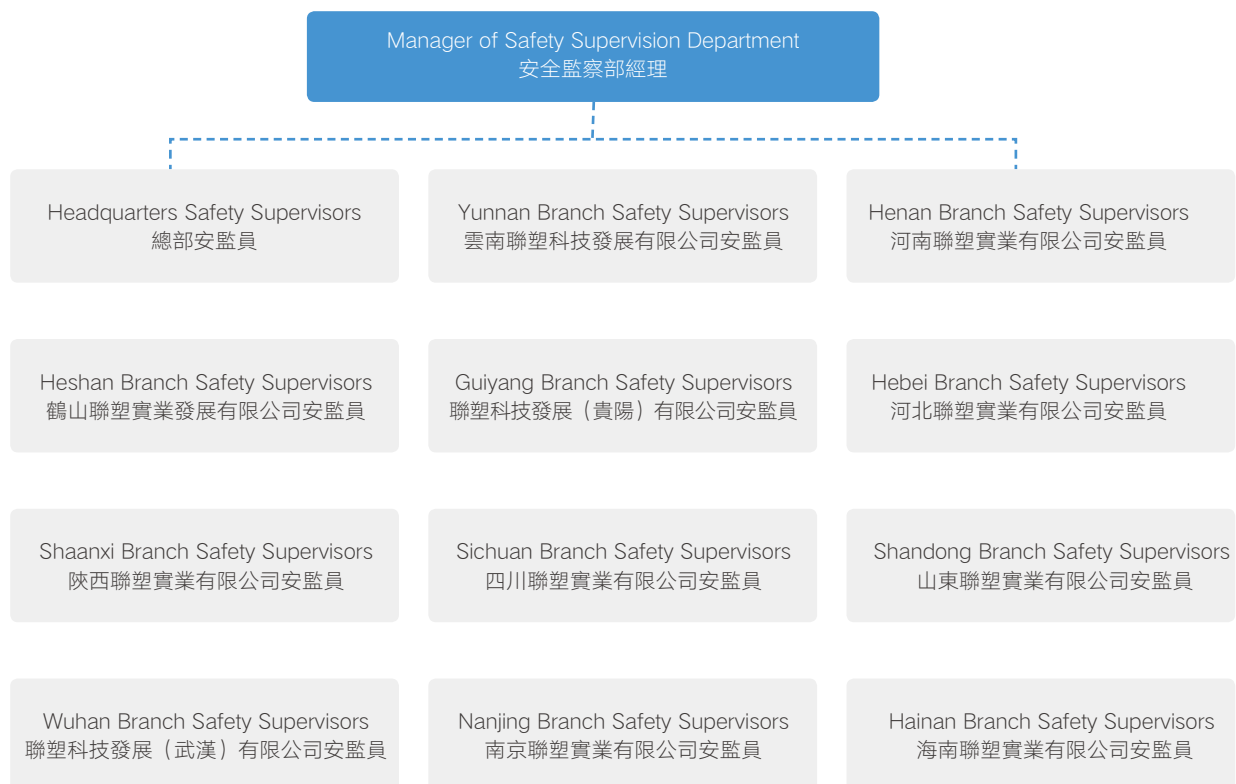 Manager of Safety Supervision Department
安全監察部經理
Headquarters Safety Supervisors
總部安監員
Yunnan Branch Safety Supervisors
雲南聯塑科技發展有限公司安監員
Henan Branch Safety Supervisors
河南聯塑實業有限公司安監員
Heshan Branch Safety Supervisors
鶴山聯塑實業發展有限公司安監員
Guiyang Branch Safety Supervisors
聯塑科技發展（貴陽）有限公司安監員
Hebei Branch Safety Supervisors
河北聯塑實業有限公司安監員
Shaanxi Branch Safety Supervisors
陝西聯塑實業有限公司安監員
Sichuan Branch Safety Supervisors
四川聯塑實業有限公司安監員
Shandong Branch Safety Supervisors
山東聯塑實業有限公司安監員
Wuhan Branch Safety Supervisors
聯塑科技發展（武漢）有限公司安監員
Nanjing Branch Safety Supervisors
南京聯塑實業有限公司安監員
Hainan Branch Safety Supervisors
海南聯塑實業有限公司安監員